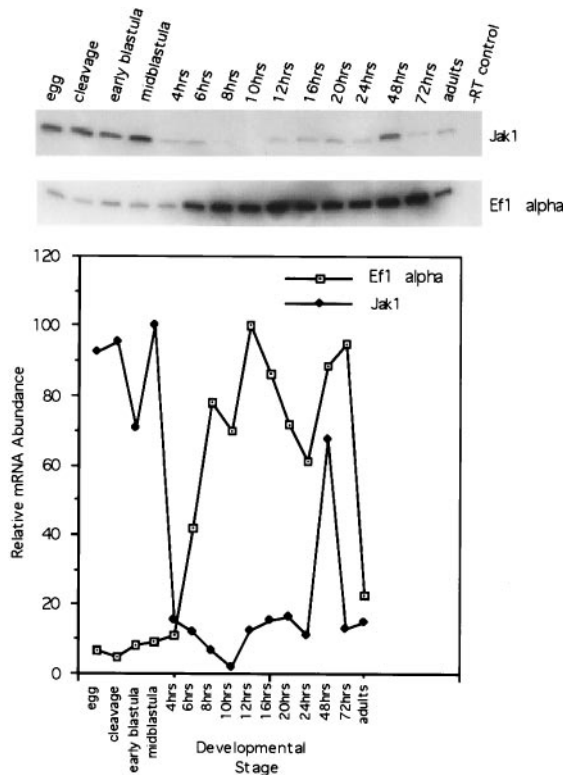 egg
cleavage
early blastula
midblastula
4hrs
6hrs
8hrs
10hrs
12hrs
16hrs
20hrs
24hrs
48hrs
72hrs
adults
-RT control
Jak1
Ef1 alpha
120
100
80
60
40
20
0
Relative mRNA Abundance
Ef1 alpha
Jak1
egg
cleavage
early blastula
midblastula
4hrs
6hrs
8hrs
10hrs
12hrs
16hrs
20hrs
24hrs
48hrs
72hrs
adults
Developmental
Stage